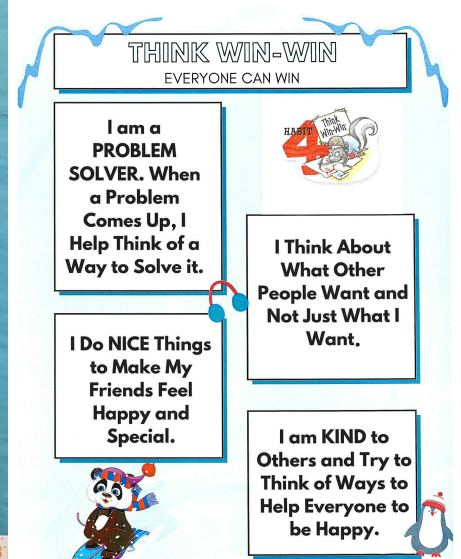 THINK WIN-WIN
EVERYONE CAN WIN
I am a
PROBLEM
SOLVER. When
a Problem
Comes Up, I
Help Think of a
Way to Solve it.
HABIT 4
Think
Win-Win
I Think About
What Other
People Want and
Not Just What I
Want.
I Do NICE Things
to Make My
Friends Feel
Happy and
Special.
I am KIND to
Others and Try to
Think of Ways to
Help Everyone to
be Happy.